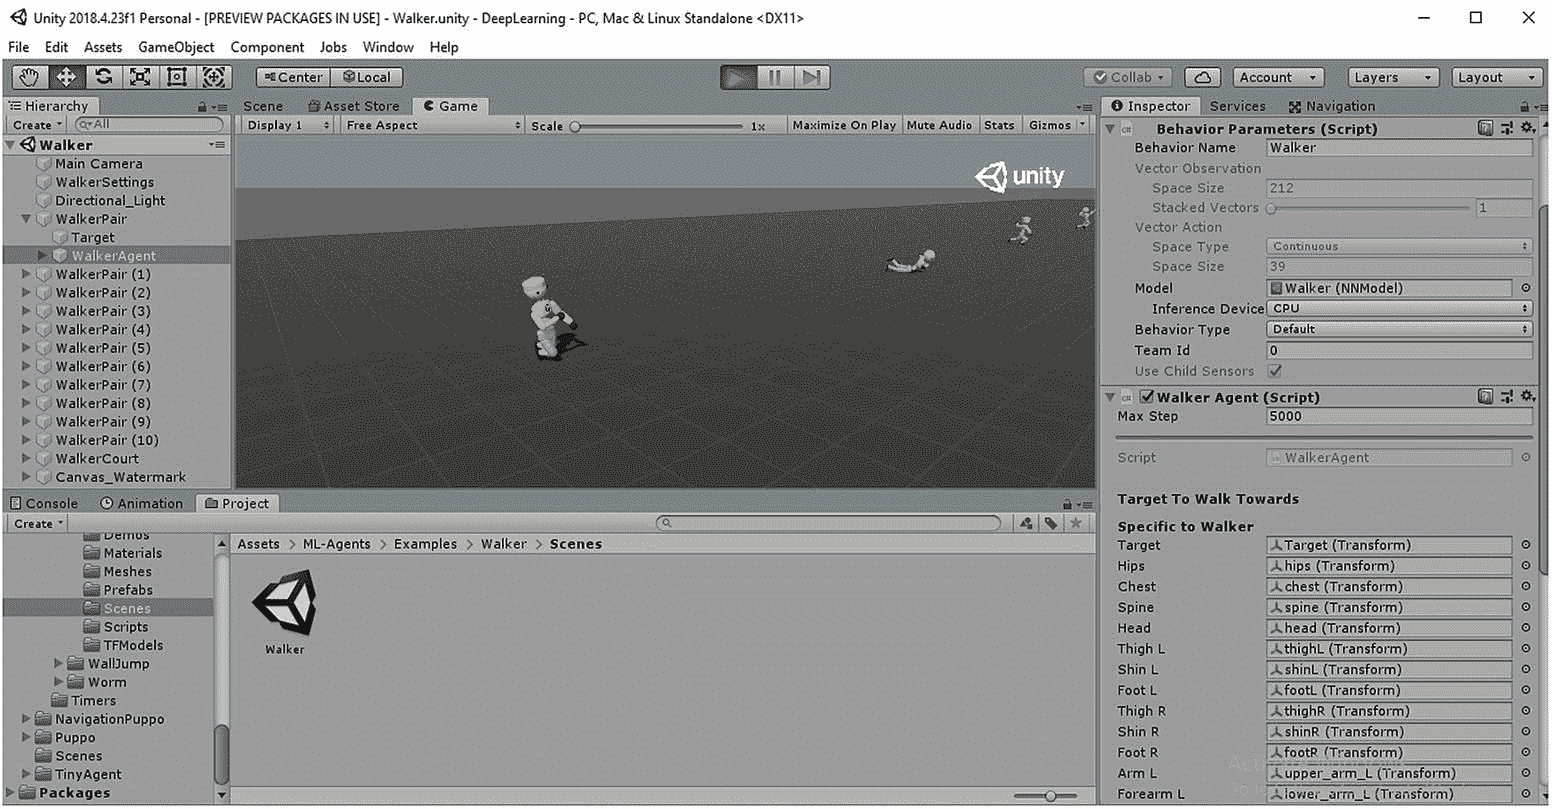 Unity 2018.4.23f1 Personal - [PREVIEW PACKAGES IN USE] - Walker.unity - DeepLearning - PC, Mac & Linux Standalone <DX11>
File Edit Assets GameObject Component Jobs Window Help
Center Local Collab Account Layers Layout
Hierarchy
Create All
Walker
Main Camera
WalkerSettings
Directional_Light
WalkerPair
Target
WalkerAgent
WalkerPair (1)
WalkerPair (2)
WalkerPair (3)
WalkerPair (4)
WalkerPair (5)
WalkerPair (6)
WalkerPair (7)
WalkerPair (8)
WalkerPair (9)
WalkerPair (10)
WalkerCourt
Canvas_Watermark
Scene Asset Store Game
Display 1 Free Aspect Scale 1x Maximize On Play Mute Audio Stats Gizmos
unity
Console Animation Project
Create
Demos
Materials
Meshes
Prefabs
Scenes
Scripts
TFModels
WallJump
Worm
Timers
NavigationPuppo
Puppo
Scenes
TinyAgent
Packages
Assets > ML-Agents > Examples > Walker > Scenes
Walker
Inspector Services Navigation
Behavior Parameters (Script)
Behavior Name Walker
Vector Observation
Space Size 212
Stacked Vectors 1
Vector Action
Space Type Continuous
Space Size 39
Model Walker (NNModel)
Inference Device CPU
Behavior Type Default
Team Id 0
Use Child Sensors
Walker Agent (Script)
Max Step 5000
Script WalkerAgent
Target To Walk Towards
Specific to Walker
Target Target (Transform)
Hips hips (Transform)
Chest chest (Transform)
Spine spine (Transform)
Head head (Transform)
Thigh L thighL (Transform)
Shin L shinL (Transform)
Foot L footL (Transform)
Thigh R thighR (Transform)
Shin R shinR (Transform)
Foot R footR (Transform)
Arm L upper_arm_L (Transform)
Forearm L lower_arm_L (Transform)